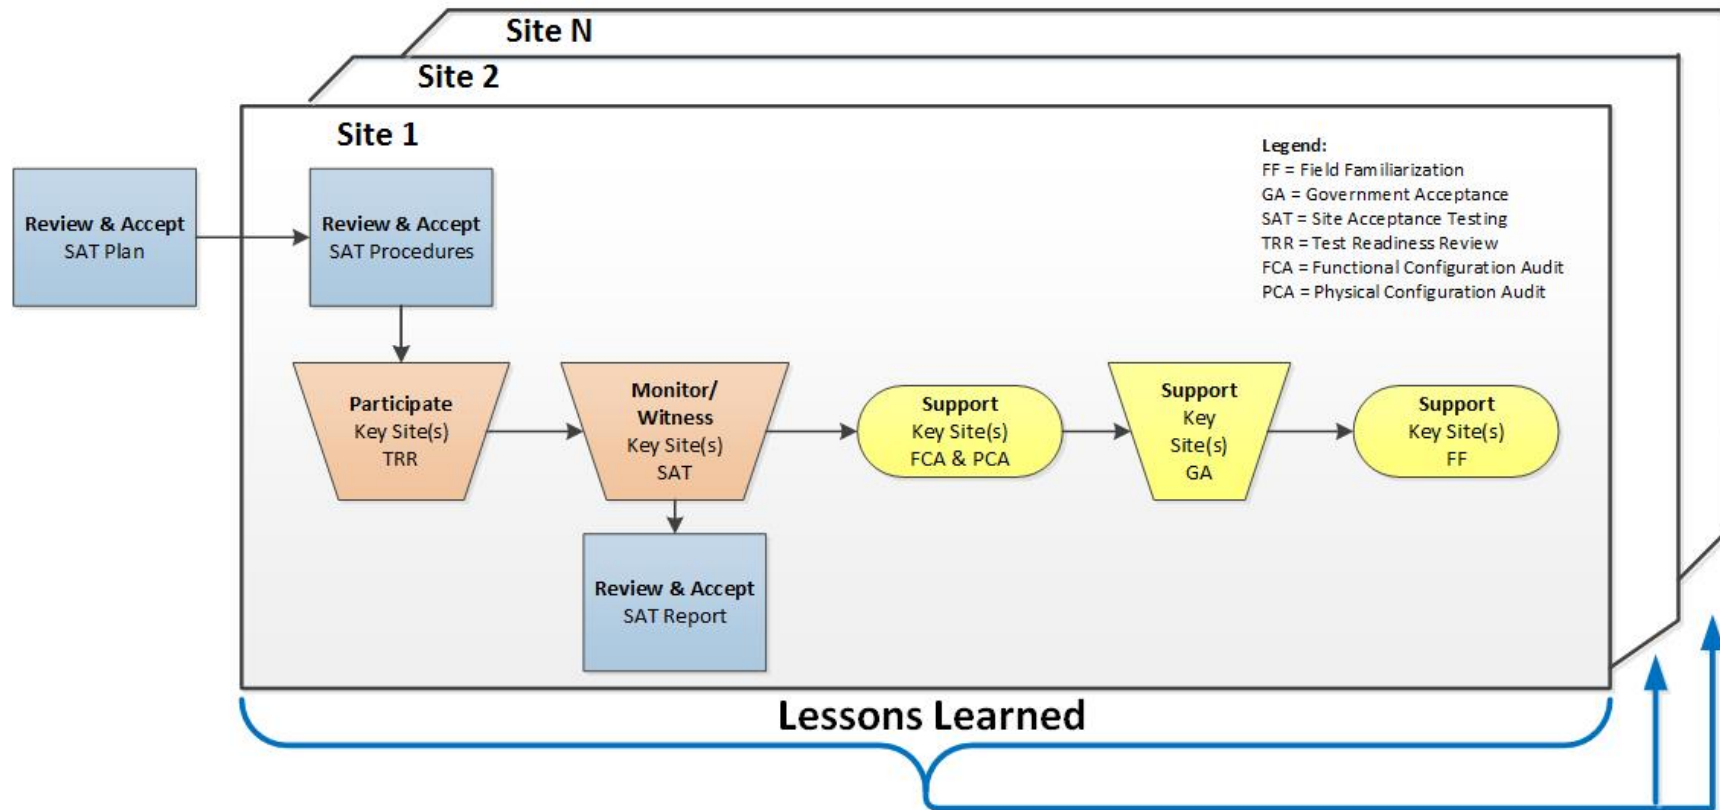 Site N
Site 2
Site 1
Legend:
FF = Field Familiarization
GA = Government Acceptance
SAT = Site Acceptance Testing
TRR = Test Readiness Review
FCA = Functional Configuration Audit
PCA = Physical Configuration Audit
Review & Accept
SAT Plan
Review & Accept
SAT Procedures
Participate
Key Site(s)
TRR
Monitor/
Witness
Key Site(s)
SAT
Support
Key Site(s)
FCA & PCA
Support
Key
Site(s)
GA
Support
Key Site(s)
FF
Review & Accept
SAT Report
Lessons Learned